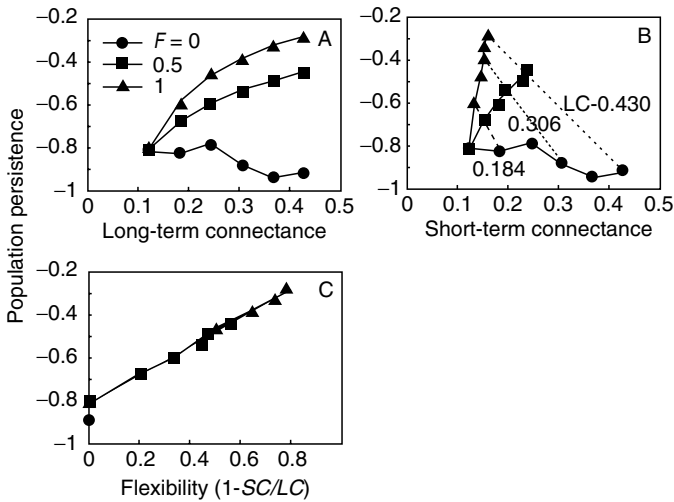 Population persistence
−0.2
−0.4
−0.6
−0.8
−1
F = 0
0.5
1
A
0 0.1 0.2 0.3 0.4 0.5
Long-term connectance
−0.2
−0.4
−0.6
−0.8
−1
B
LC-0.430
0.306
0.184
0 0.1 0.2 0.3 0.4 0.5
Short-term connectance
−0.2
−0.4
−0.6
−0.8
−1
C
0 0.2 0.4 0.6 0.8
Flexibility (1-SC/LC)